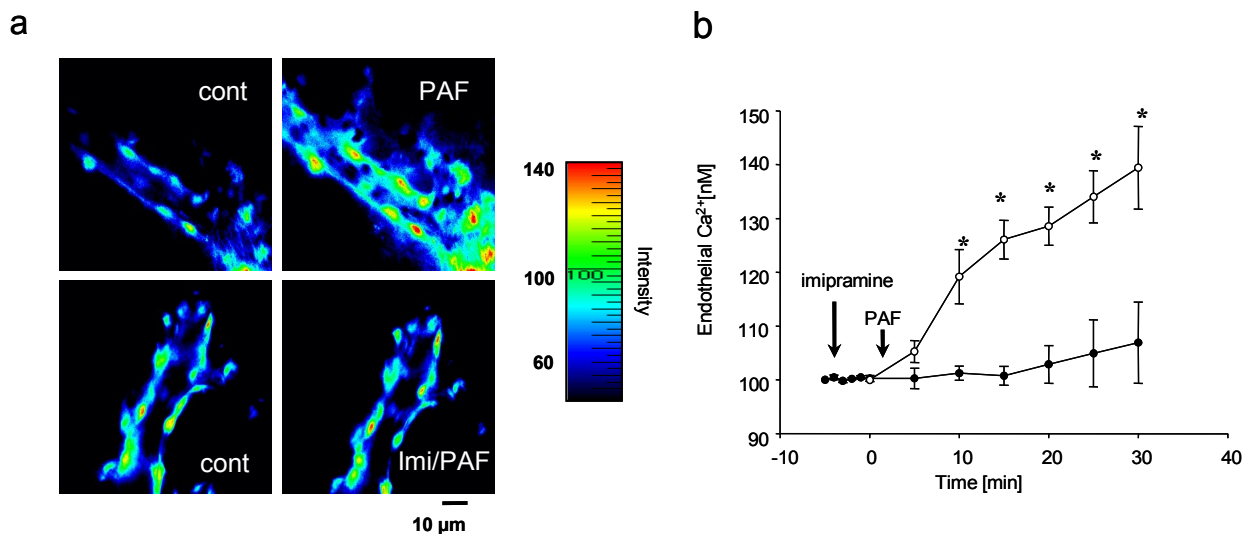 a
cont
PAF
cont
Imi/PAF
10 µm
140
100
100
60
Intensity
b
Endothelial Ca²⁺[nM]
150
140
130
120
110
100
90
imipramine
PAF
*
*
*
*
*
-10
0
10
20
30
40
Time [min]